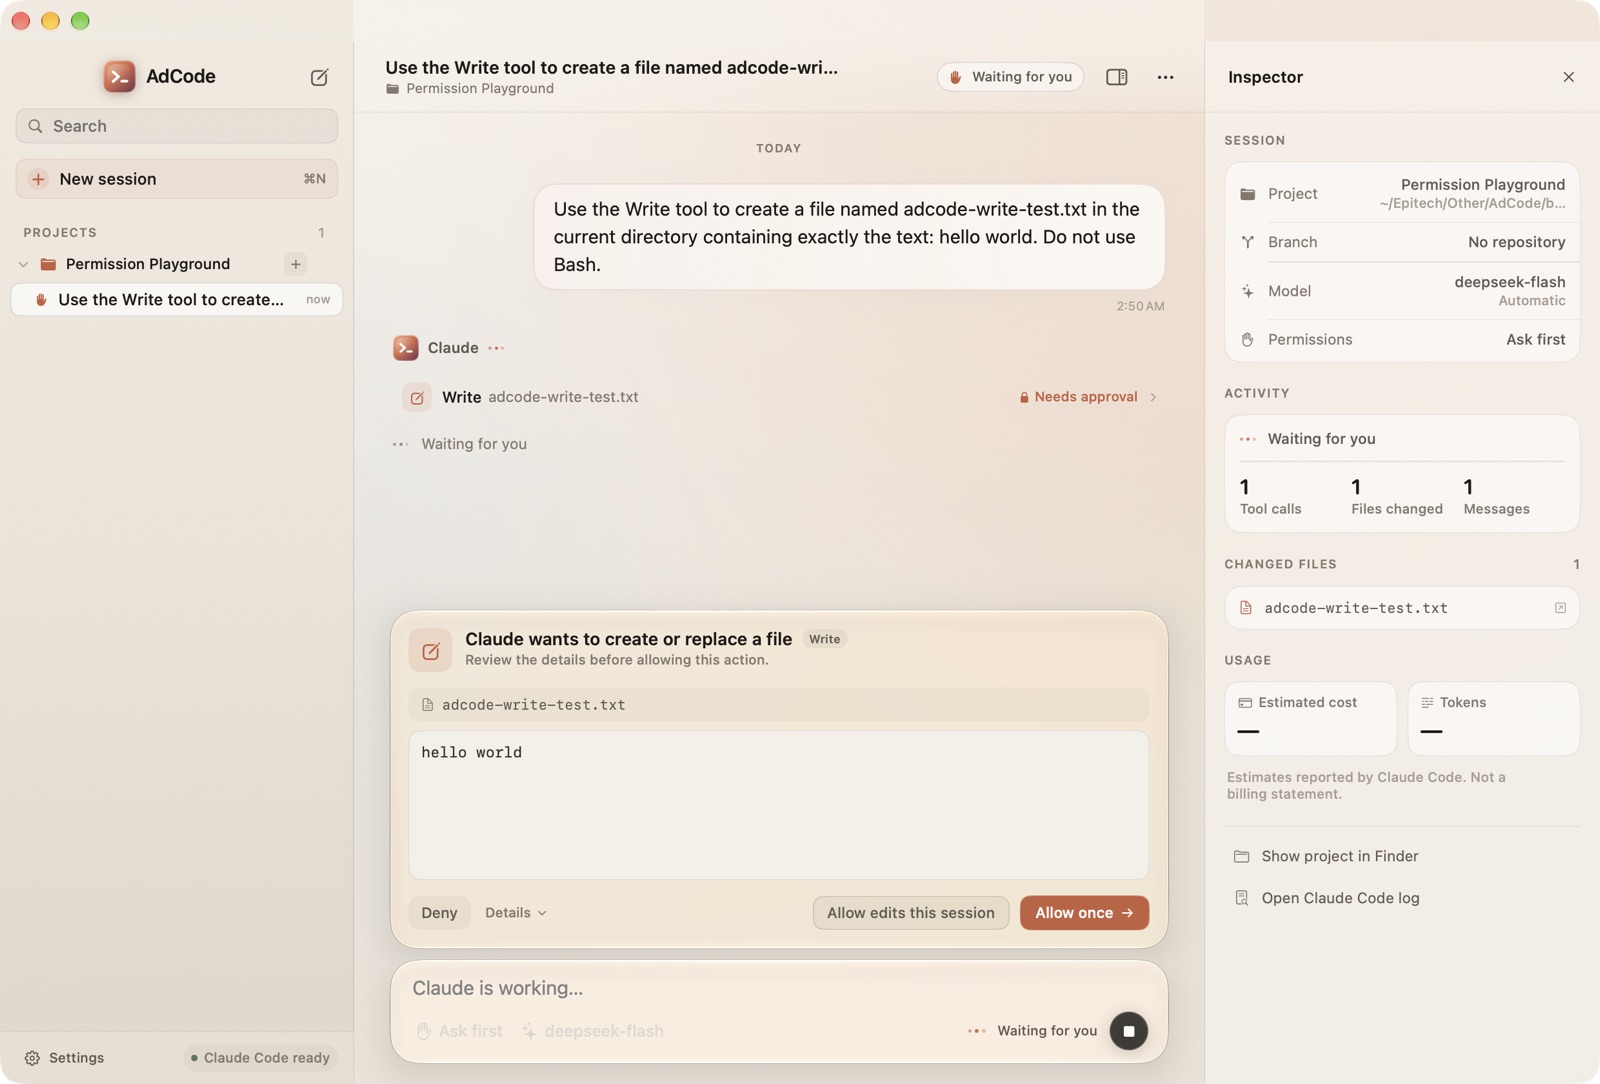 AdCode
Search
New session ⌘N
PROJECTS 1
Permission Playground
Use the Write tool to create... now
Settings
Claude Code ready
Use the Write tool to create a file named adcode-wri...
Permission Playground
Waiting for you
TODAY
Use the Write tool to create a file named adcode-write-test.txt in the
current directory containing exactly the text: hello world. Do not use
Bash.
2:50 AM
Claude
Write adcode-write-test.txt
Needs approval
Waiting for you
Claude wants to create or replace a file Write
Review the details before allowing this action.
adcode-write-test.txt
hello world
Deny Details Allow edits this session Allow once →
Claude is working...
Ask first deepseek-flash Waiting for you
Inspector
SESSION
Project Permission Playground
~/Epitech/Other/AdCode/b...
Branch No repository
Model deepseek-flash
Automatic
Permissions Ask first
ACTIVITY
Waiting for you
1 1 1
Tool calls Files changed Messages
CHANGED FILES 1
adcode-write-test.txt
USAGE
Estimated cost Tokens
— —
Estimates reported by Claude Code. Not a
billing statement.
Show project in Finder
Open Claude Code log